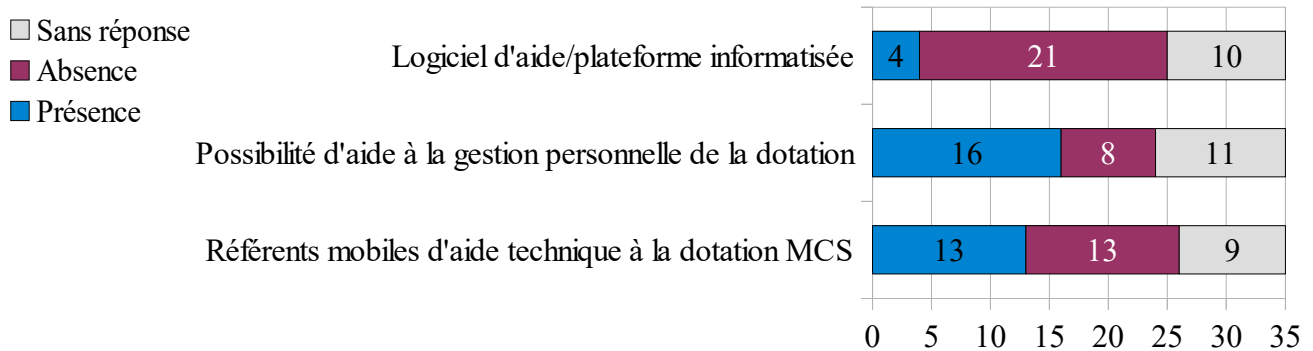 Sans réponse
Absence
Présence
Logiciel d'aide/plateforme informatisée
4 21 10
Possibilité d'aide à la gestion personnelle de la dotation
16 8 11
Référents mobiles d'aide technique à la dotation MCS
13 13 9
0 5 10 15 20 25 30 35